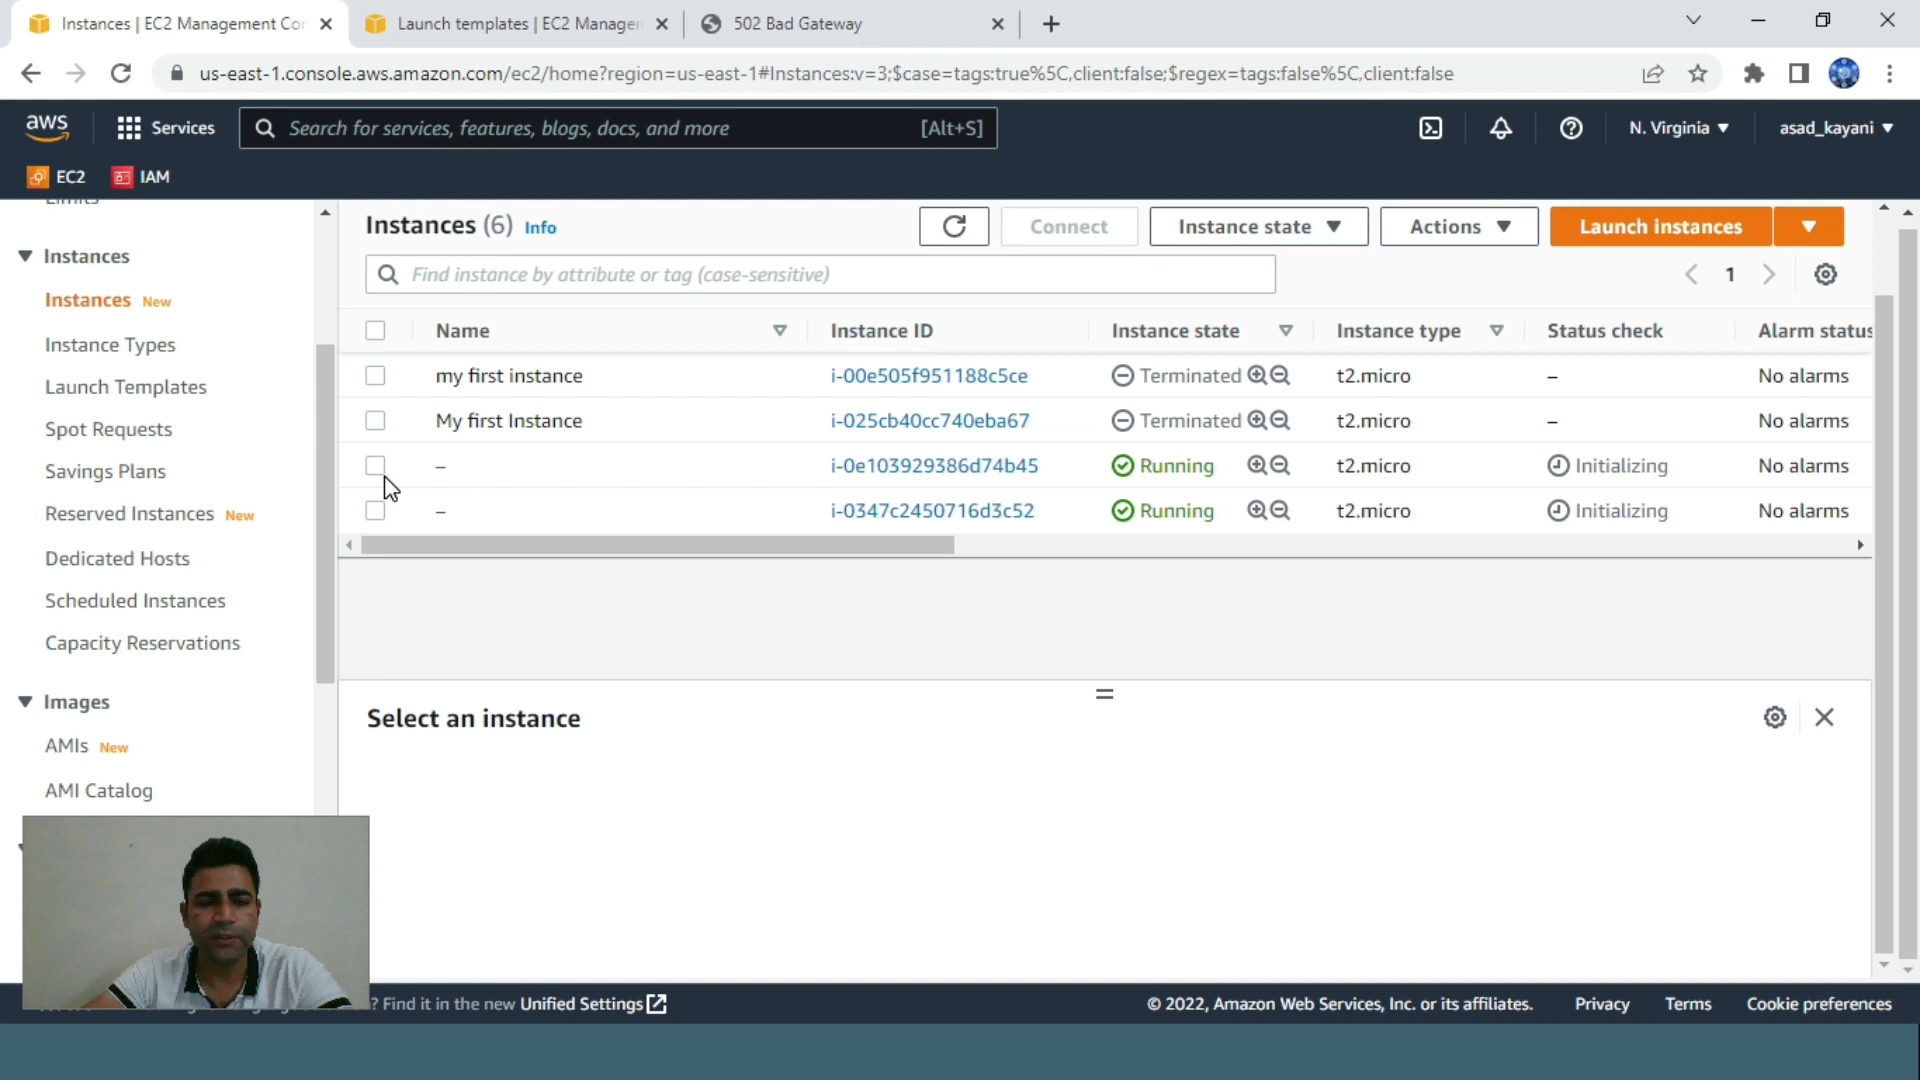 Instances | EC2 Management Cor
Launch templates | EC2 Managem
502 Bad Gateway
us-east-1.console.aws.amazon.com/ec2/home?region=us-east-1#Instances:v=3;$case=tags:true%5C,client:false;$regex=tags:false%5C,client:false
aws
Services
Search for services, features, blogs, docs, and more
[Alt+S]
N. Virginia
asad_kayani
EC2
IAM
Limits
Instances
Instances New
Instance Types
Launch Templates
Spot Requests
Savings Plans
Reserved Instances New
Dedicated Hosts
Scheduled Instances
Capacity Reservations
Images
AMIs New
AMI Catalog
Instances (6) Info
Connect
Instance state
Actions
Launch instances
Find instance by attribute or tag (case-sensitive)
1
Name Instance ID Instance state Instance type Status check Alarm status
my first instance i-00e505f951188c5ce Terminated t2.micro – No alarms
My first Instance i-025cb40cc740eba67 Terminated t2.micro – No alarms
– i-0e103929386d74b45 Running t2.micro Initializing No alarms
– i-0347c2450716d3c52 Running t2.micro Initializing No alarms
Select an instance
? Find it in the new Unified Settings
© 2022, Amazon Web Services, Inc. or its affiliates.
Privacy
Terms
Cookie preferences